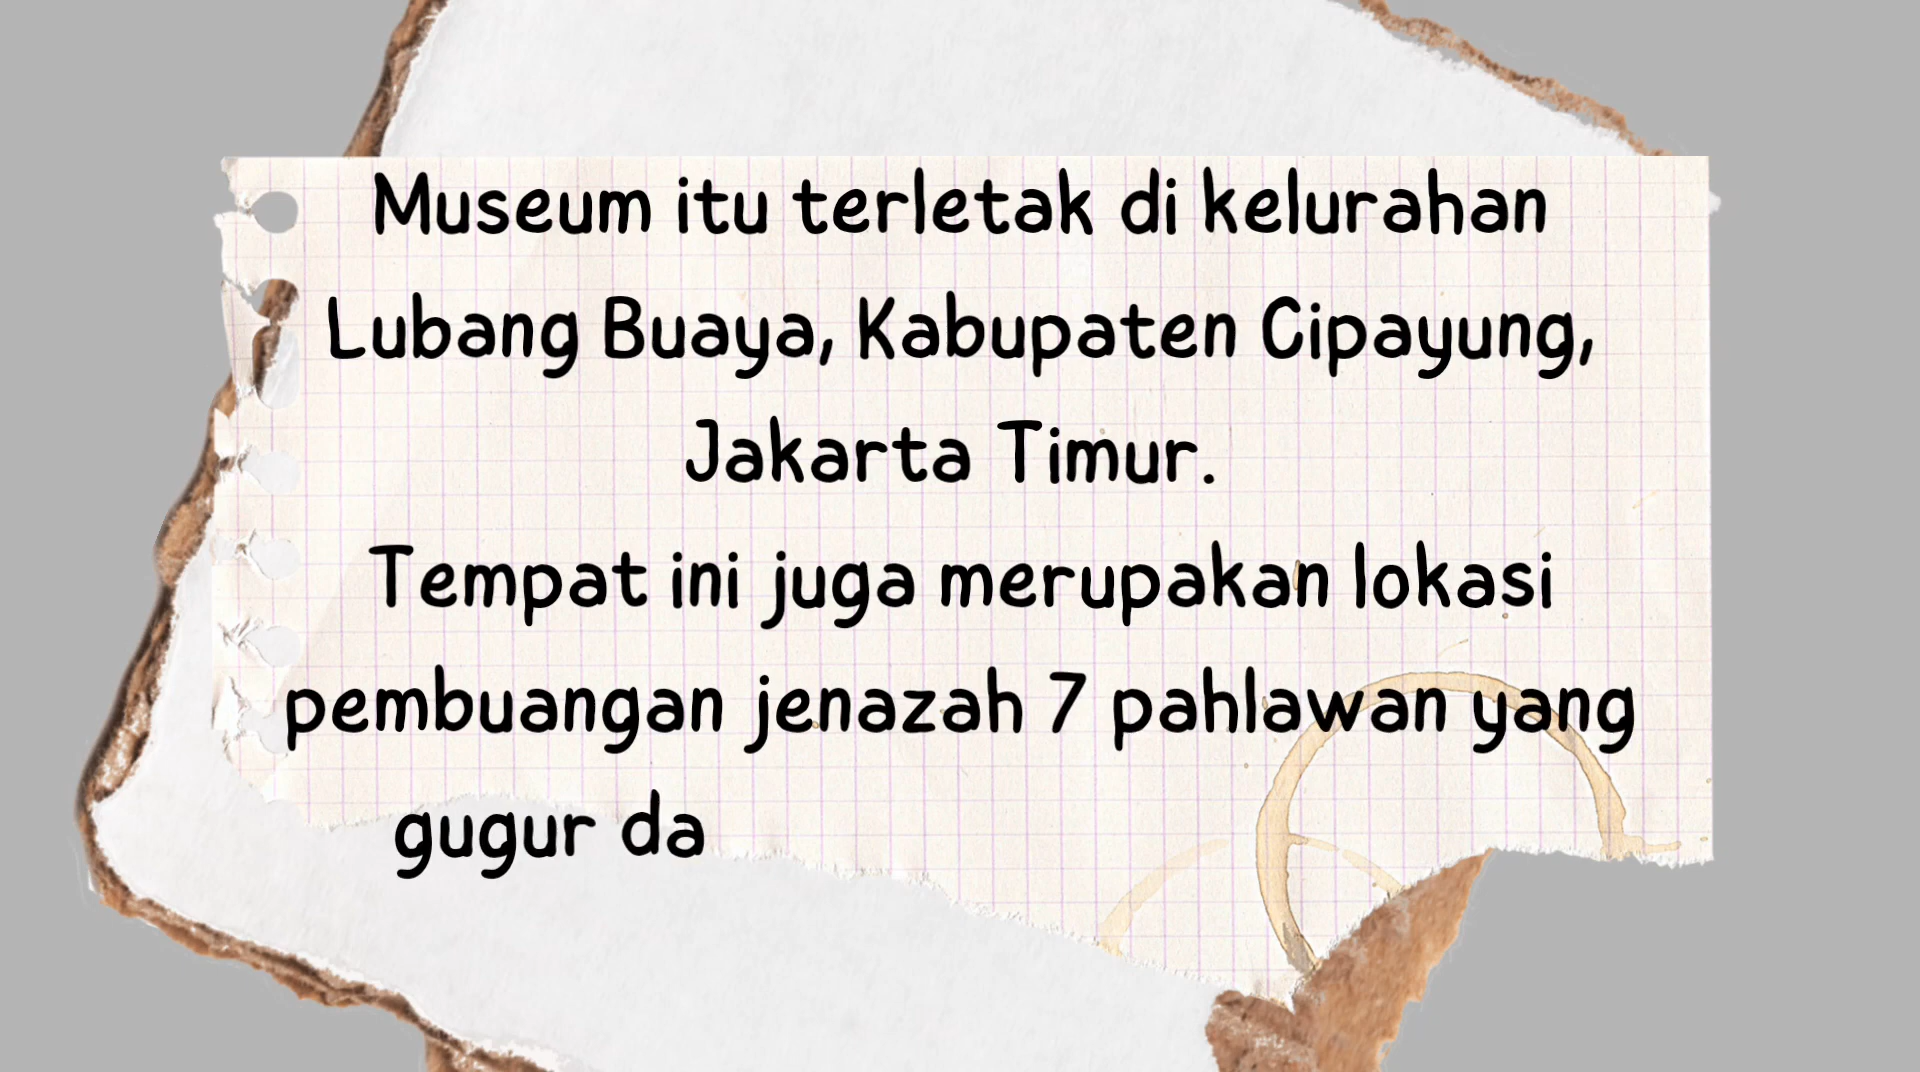 Museum itu terletak di kelurahan
Lubang Buaya, Kabupaten Cipayung,
Jakarta Timur.
Tempat ini juga merupakan lokasi
pembuangan jenazah 7 pahlawan yang
gugur da